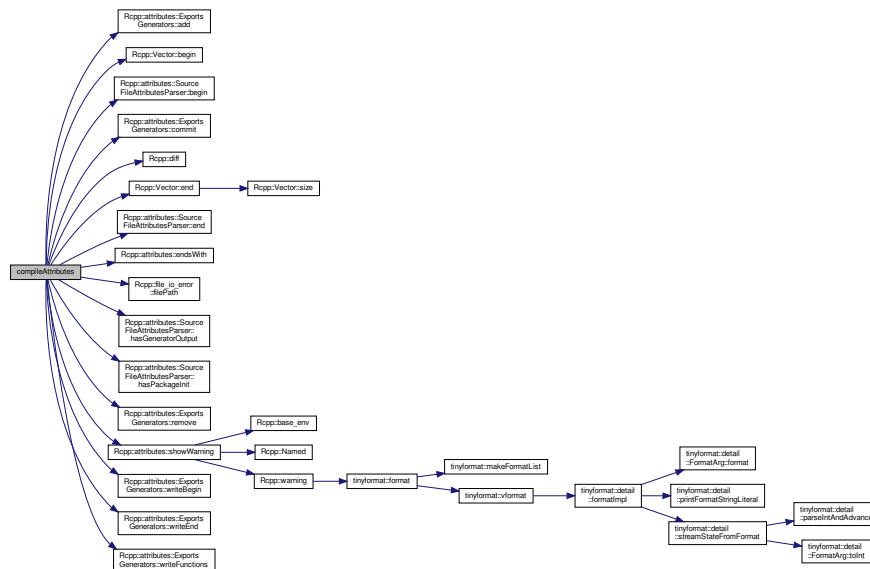 Rcpp::attributes::Exports
Generators::add
Rcpp::Vector::begin
Rcpp::attributes::Source
FileAttributesParser::begin
Rcpp::attributes::Exports
Generators::commit
Rcpp::diff
Rcpp::Vector::end
Rcpp::Vector::size
Rcpp::attributes::Source
FileAttributesParser::end
Rcpp::attributes::endsWith
compileAttributes
Rcpp::file_io_error
::filePath
Rcpp::attributes::Source
FileAttributesParser::
hasGeneratorOutput
Rcpp::attributes::Source
FileAttributesParser::
hasPackageInit
Rcpp::attributes::Exports
Generators::remove
Rcpp::attributes::showWarning
Rcpp::base_env
Rcpp::Named
Rcpp::warning
tinyformat::format
tinyformat::makeFormatList
tinyformat::vformat
tinyformat::detail
::formatImpl
tinyformat::detail
::FormatArg::format
tinyformat::detail
::printFormatStringLiteral
tinyformat::detail
::streamStateFromFormat
tinyformat::detail
::parseIntAndAdvance
tinyformat::detail
::FormatArg::toInt
Rcpp::attributes::Exports
Generators::writeBegin
Rcpp::attributes::Exports
Generators::writeEnd
Rcpp::attributes::Exports
Generators::writeFunctions